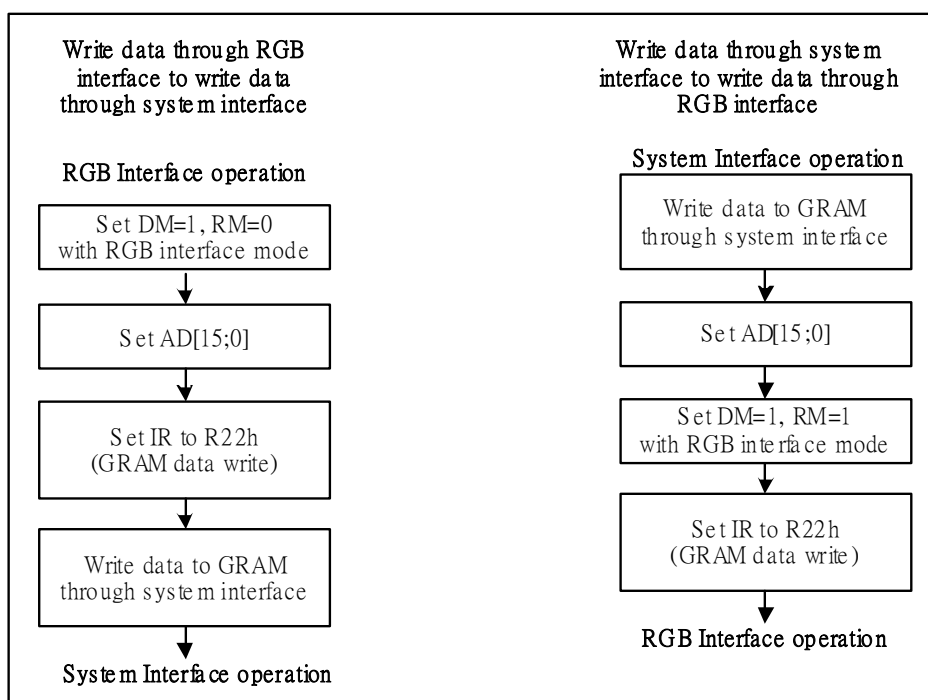 Write data through RGB
interface to write data
through system interface
RGB Interface operation
Set DM=1, RM=0
with RGB interface mode
Set AD[15;0]
Set IR to R22h
(GRAM data write)
Write data to GRAM
through system interface
System Interface operation
Write data through system
interface to write data through
RGB interface
System Interface operation
Write data to GRAM
through system interface
Set AD[15;0]
Set DM=1, RM=1
with RGB interface mode
Set IR to R22h
(GRAM data write)
RGB Interface operation